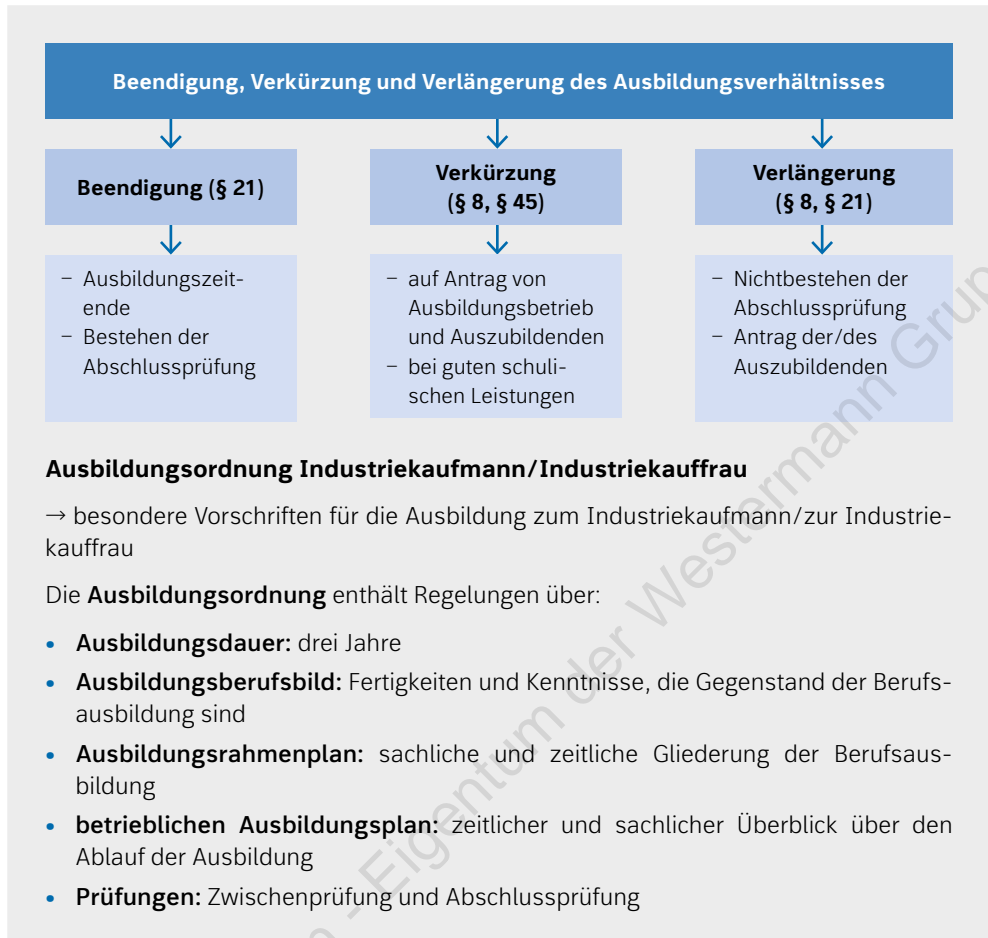 Beendigung, Verkürzung und Verlängerung des Ausbildungsverhältnisses
Beendigung (§ 21)
– Ausbildungszeit-
ende
– Bestehen der
Abschlussprüfung
Verkürzung
(§ 8, § 45)
– auf Antrag von
Ausbildungsbetrieb
und Auszubildenden
– bei guten schuli-
schen Leistungen
Verlängerung
(§ 8, § 21)
– Nichtbestehen der
Abschlussprüfung
– Antrag der/des
Auszubildenden
Ausbildungsordnung Industriekaufmann/Industriekauffrau
→ besondere Vorschriften für die Ausbildung zum Industriekaufmann/zur Industrie-
kauffrau
Die Ausbildungsordnung enthält Regelungen über:
• Ausbildungsdauer: drei Jahre
• Ausbildungsberufsbild: Fertigkeiten und Kenntnisse, die Gegenstand der Berufs-
ausbildung sind
• Ausbildungsrahmenplan: sachliche und zeitliche Gliederung der Berufsaus-
bildung
• betrieblichen Ausbildungsplan: zeitlicher und sachlicher Überblick über den
Ablauf der Ausbildung
• Prüfungen: Zwischenprüfung und Abschlussprüfung
- Eigentum der Westermann